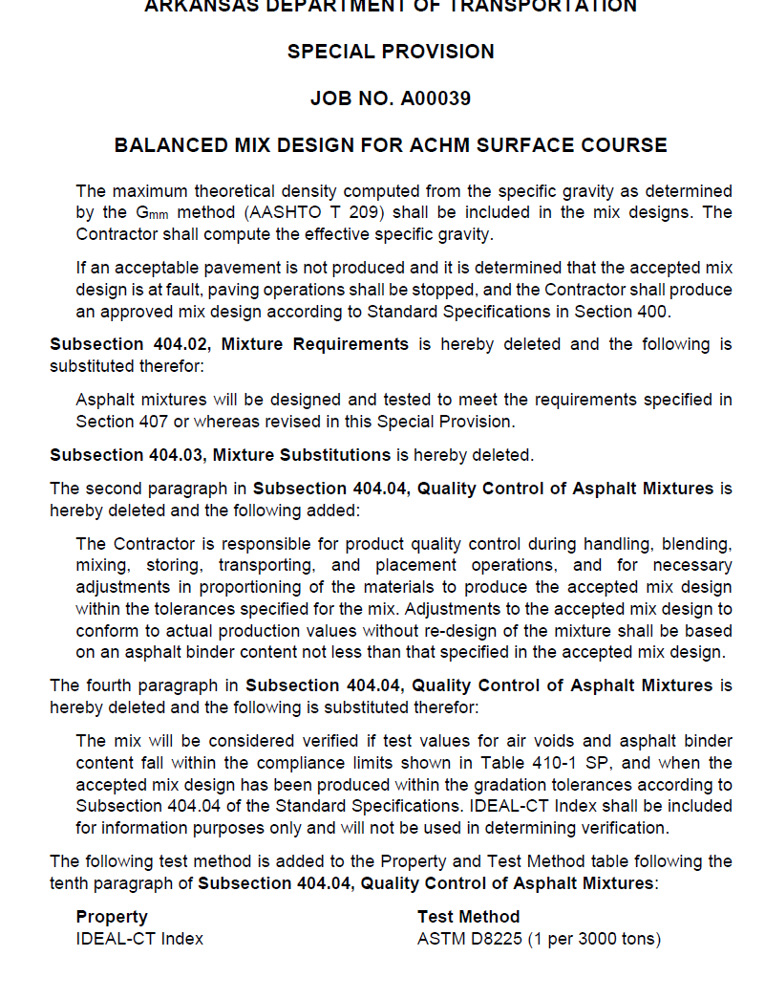 ARKANSAS DEPARTMENT OF TRANSPORTATION
SPECIAL PROVISION
JOB NO. A00039
BALANCED MIX DESIGN FOR ACHM SURFACE COURSE
The maximum theoretical density computed from the specific gravity as determined
by the Gmm method (AASHTO T 209) shall be included in the mix designs. The
Contractor shall compute the effective specific gravity.
If an acceptable pavement is not produced and it is determined that the accepted mix
design is at fault, paving operations shall be stopped, and the Contractor shall produce
an approved mix design according to Standard Specifications in Section 400.
Subsection 404.02, Mixture Requirements is hereby deleted and the following is
substituted therefor:
Asphalt mixtures will be designed and tested to meet the requirements specified in
Section 407 or whereas revised in this Special Provision.
Subsection 404.03, Mixture Substitutions is hereby deleted.
The second paragraph in Subsection 404.04, Quality Control of Asphalt Mixtures is
hereby deleted and the following added:
The Contractor is responsible for product quality control during handling, blending,
mixing, storing, transporting, and placement operations, and for necessary
adjustments in proportioning of the materials to produce the accepted mix design
within the tolerances specified for the mix. Adjustments to the accepted mix design to
conform to actual production values without re-design of the mixture shall be based
on an asphalt binder content not less than that specified in the accepted mix design.
The fourth paragraph in Subsection 404.04, Quality Control of Asphalt Mixtures is
hereby deleted and the following is substituted therefor:
The mix will be considered verified if test values for air voids and asphalt binder
content fall within the compliance limits shown in Table 410-1 SP, and when the
accepted mix design has been produced within the gradation tolerances according to
Subsection 404.04 of the Standard Specifications. IDEAL-CT Index shall be included
for information purposes only and will not be used in determining verification.
The following test method is added to the Property and Test Method table following the
tenth paragraph of Subsection 404.04, Quality Control of Asphalt Mixtures:
Property Test Method
IDEAL-CT Index ASTM D8225 (1 per 3000 tons)